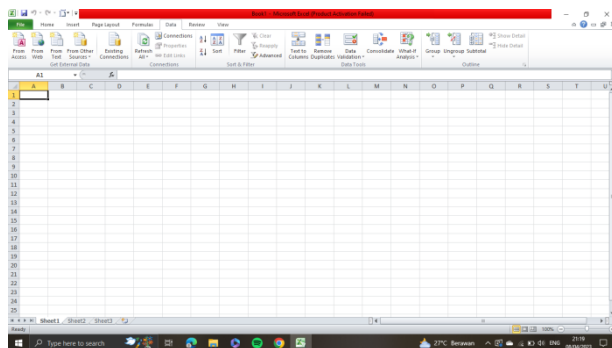 Book1 - Microsoft Excel (Product Activation Failed)
File Home Insert Page Layout Formulas Data Review View
From Access From Web From Text From Other Sources Existing Connections Refresh All Connections Properties Edit Links Sort Filter Clear Reapply Advanced Text to Columns Remove Duplicates Data Validation Consolidate What-If Analysis Group Ungroup Subtotal Show Detail Hide Detail
Get External Data Connections Sort & Filter Data Tools Outline
A1 fx
A B C D E F G H I J K L M N O P Q R S T U
1
2
3
4
5
6
7
8
9
10
11
12
13
14
15
16
17
18
19
20
21
22
23
24
25
Sheet1 Sheet2 Sheet3
Ready 100%
Type here to search 27°C Berawan ENG 21:19
08/04/2023